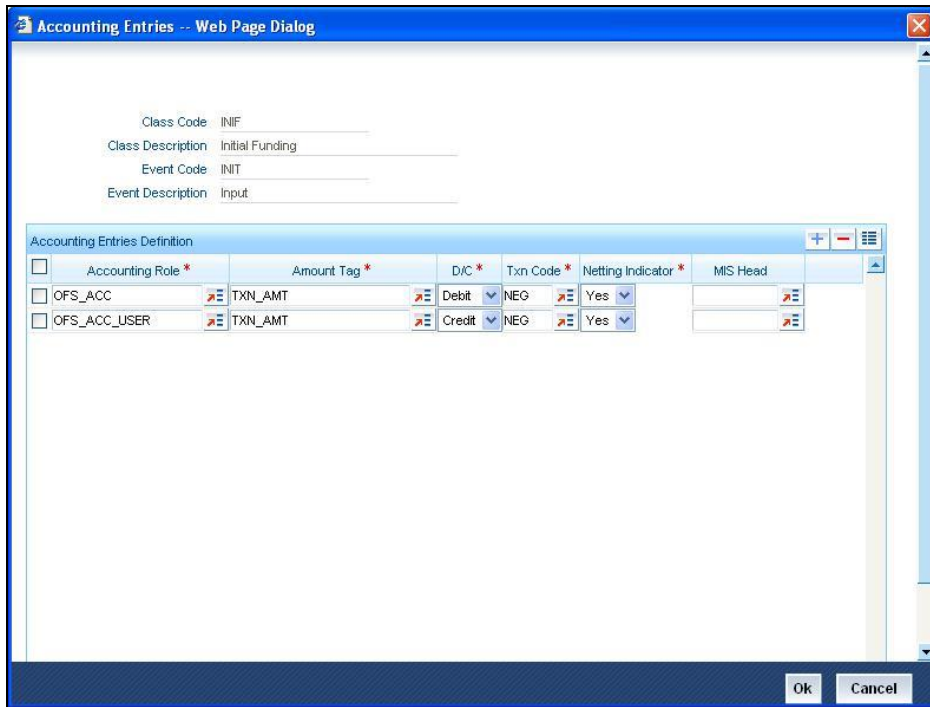 Accounting Entries -- Web Page Dialog
Class Code INIF
Class Description Initial Funding
Event Code INIT
Event Description Input
Accounting Entries Definition
Accounting Role * Amount Tag * D/C * Txn Code * Netting Indicator * MIS Head
OFS_ACC TXN_AMT Debit NEG Yes
OFS_ACC_USER TXN_AMT Credit NEG Yes
Ok Cancel